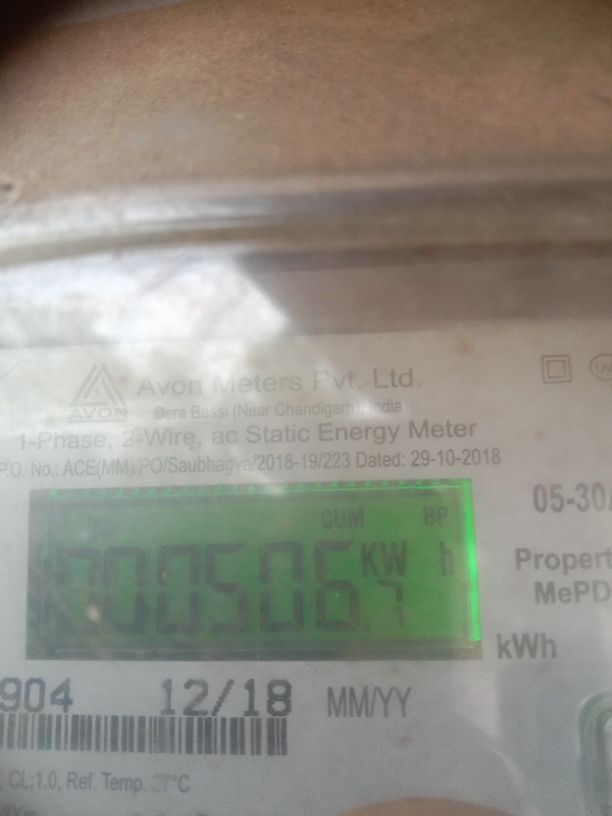 Avon Meters Pvt. Ltd.
AVON
Dera Bassi (Near Chandigarh), India
1-Phase, 2-Wire, ac Static Energy Meter
P.O. No.: ACE(MM)/PO/Saubhagya/2018-19/223 Dated: 29-10-2018
CUM BP
000506.7 KW h
05-30
Propert
MePD
kWh
904 12/18 MM/YY
CL:1.0, Ref. Temp. 27°C